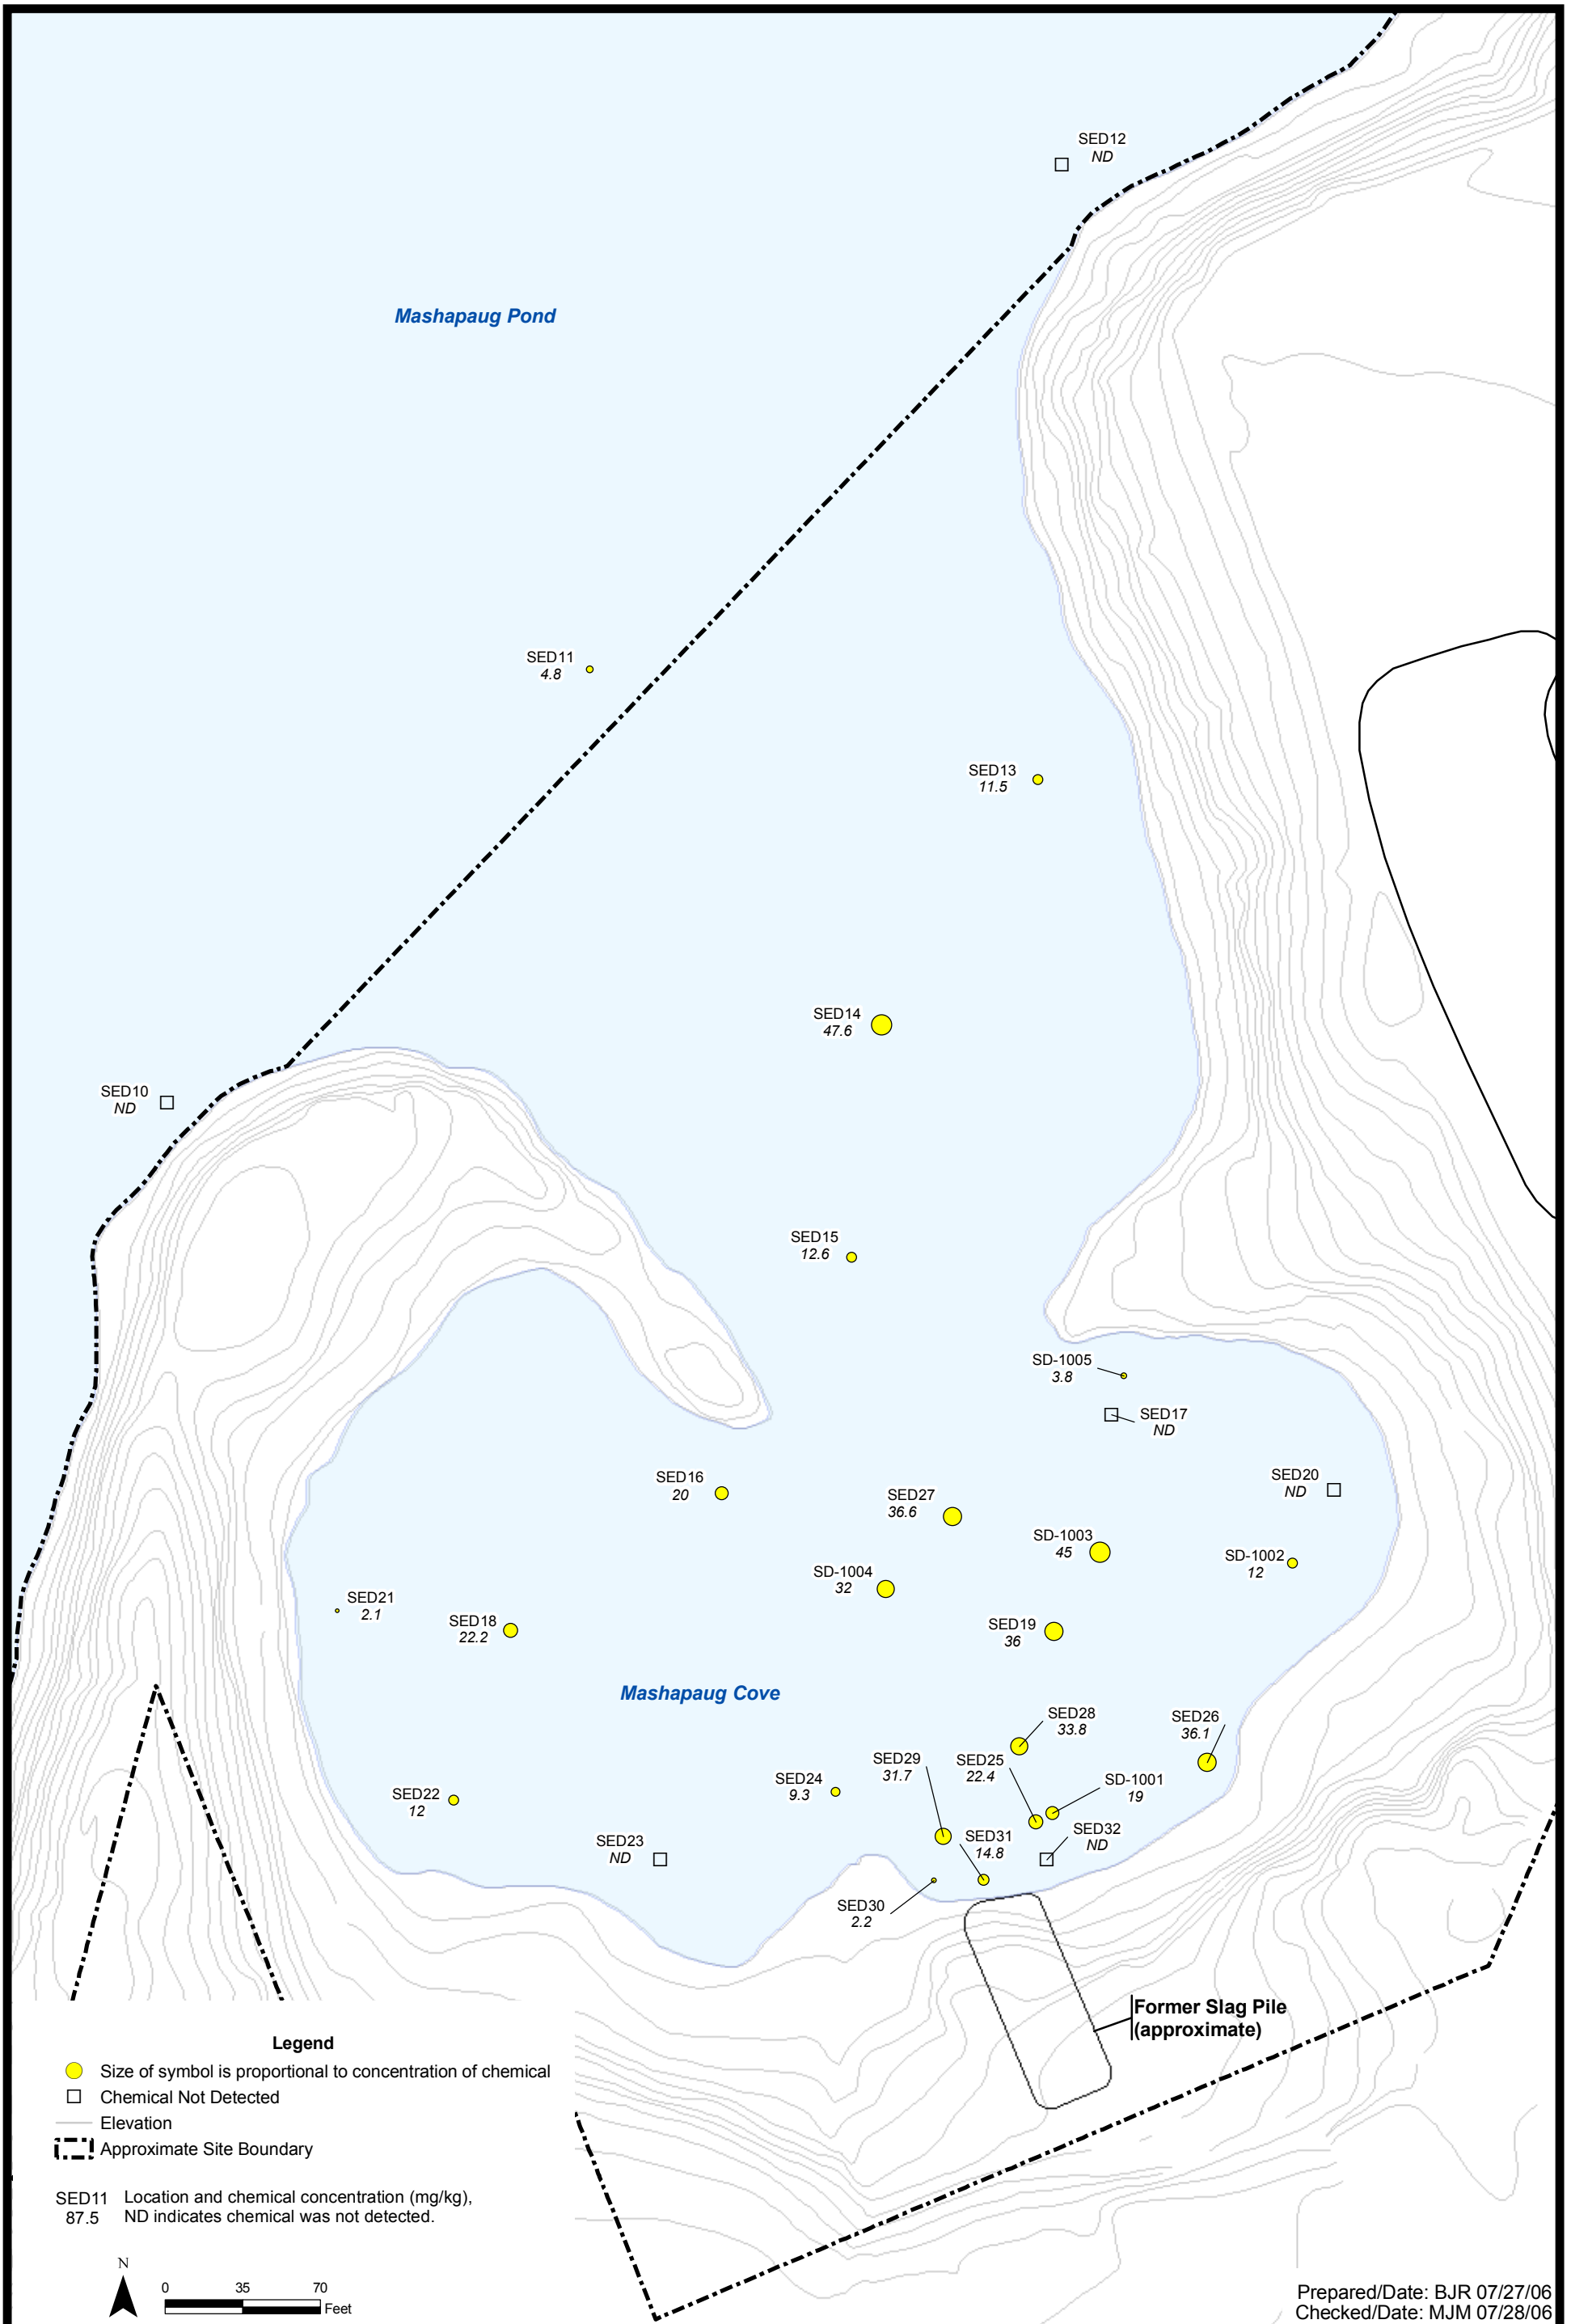 SED12
ND
Mashapaug Pond
SED11
4.8
SED13
11.5
SED14
47.6
SED10
ND
SED15
12.6
SD-1005
3.8
SED17
ND
SED16
20
SED20
ND
SED27
36.6
SD-1003
45
SD-1002
12
SD-1004
32
SED21
2.1
SED18
22.2
SED19
36
Mashapaug Cove
SED28
33.8
SED26
36.1
SED29
31.7
SED25
22.4
SED24
9.3
SD-1001
19
SED22
12
SED23
ND
SED31
14.8
SED32
ND
SED30
2.2
Former Slag Pile
(approximate)
Legend
Size of symbol is proportional to concentration of chemical
Chemical Not Detected
Elevation
Approximate Site Boundary
SED11 Location and chemical concentration (mg/kg),
87.5 ND indicates chemical was not detected.
N
0 35 70
Feet
Prepared/Date: BJR 07/27/06
Checked/Date: MJM 07/28/06